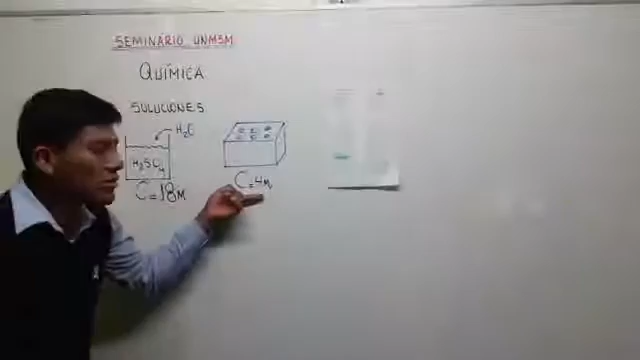 SEMINARIO UNMSM
QUÍMICA
SOLUCIONES
H₂O
H₂SO₄
C=18M
C=4M